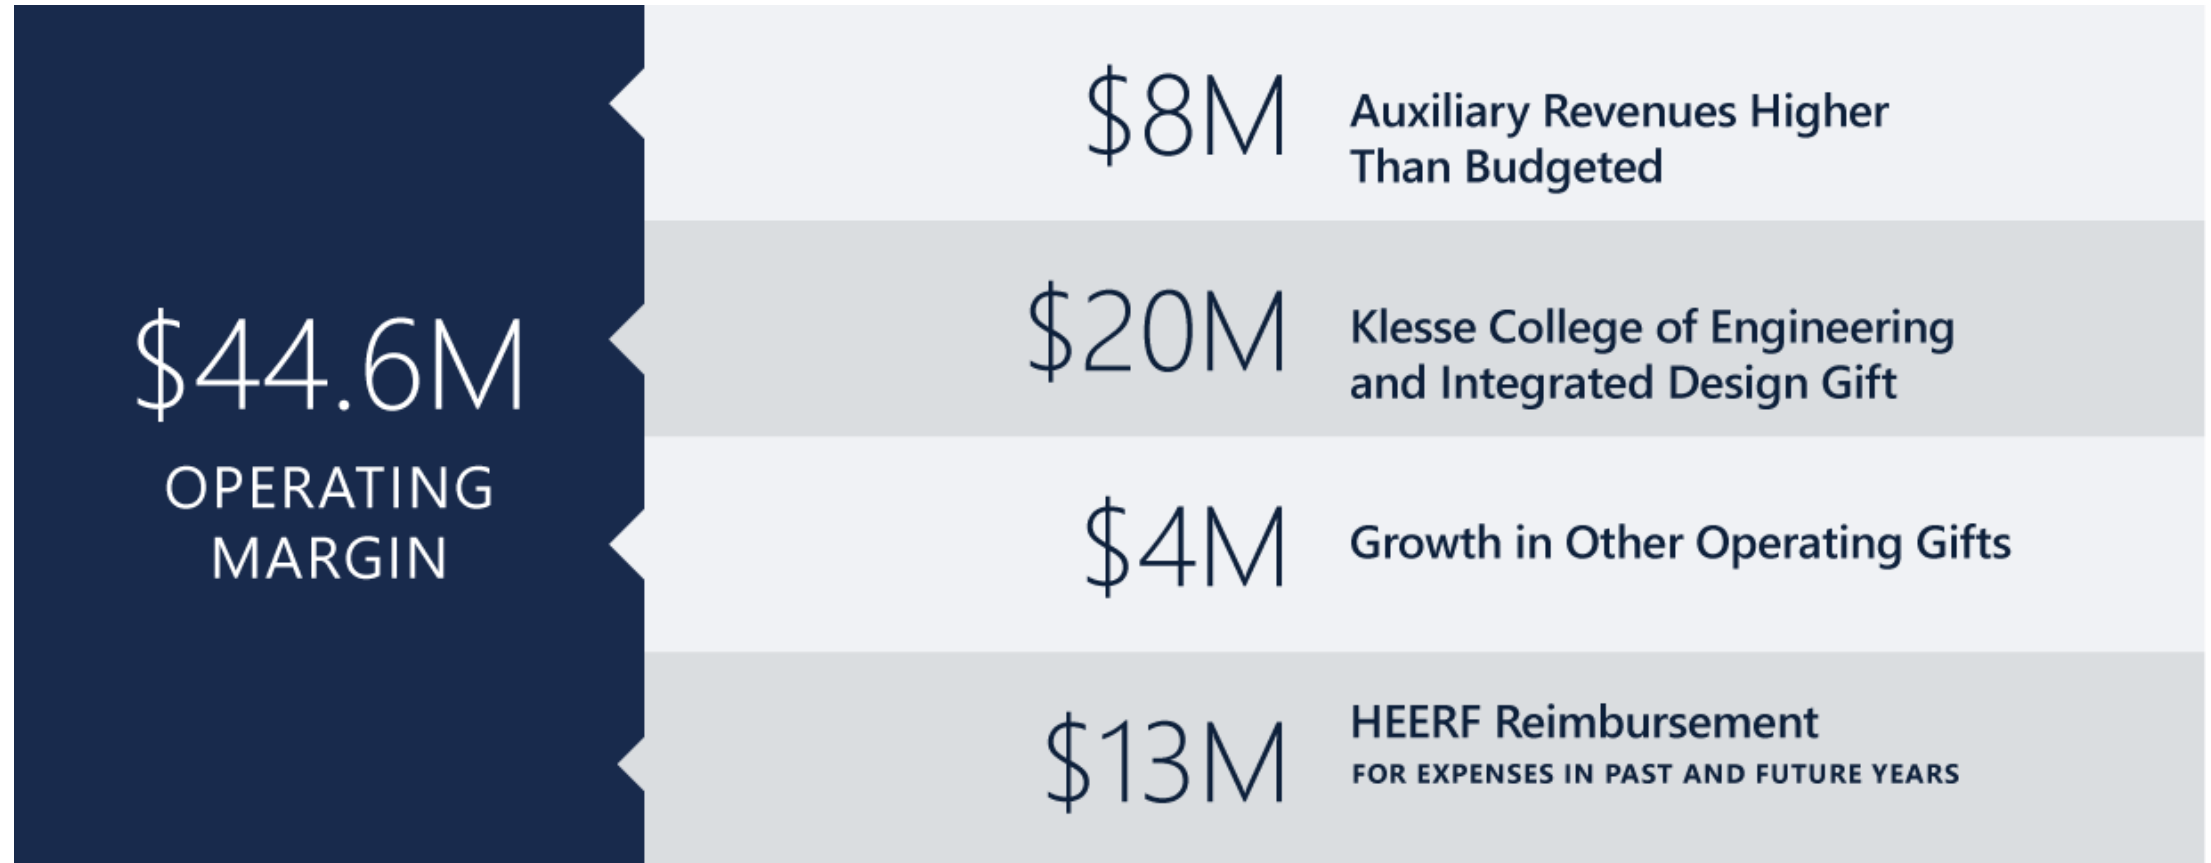 $44.6M
OPERATING
MARGIN
$8M
Auxiliary Revenues Higher
Than Budgeted
$20M
Klesse College of Engineering
and Integrated Design Gift
$4M
Growth in Other Operating Gifts
$13M
HEERF Reimbursement
FOR EXPENSES IN PAST AND FUTURE YEARS